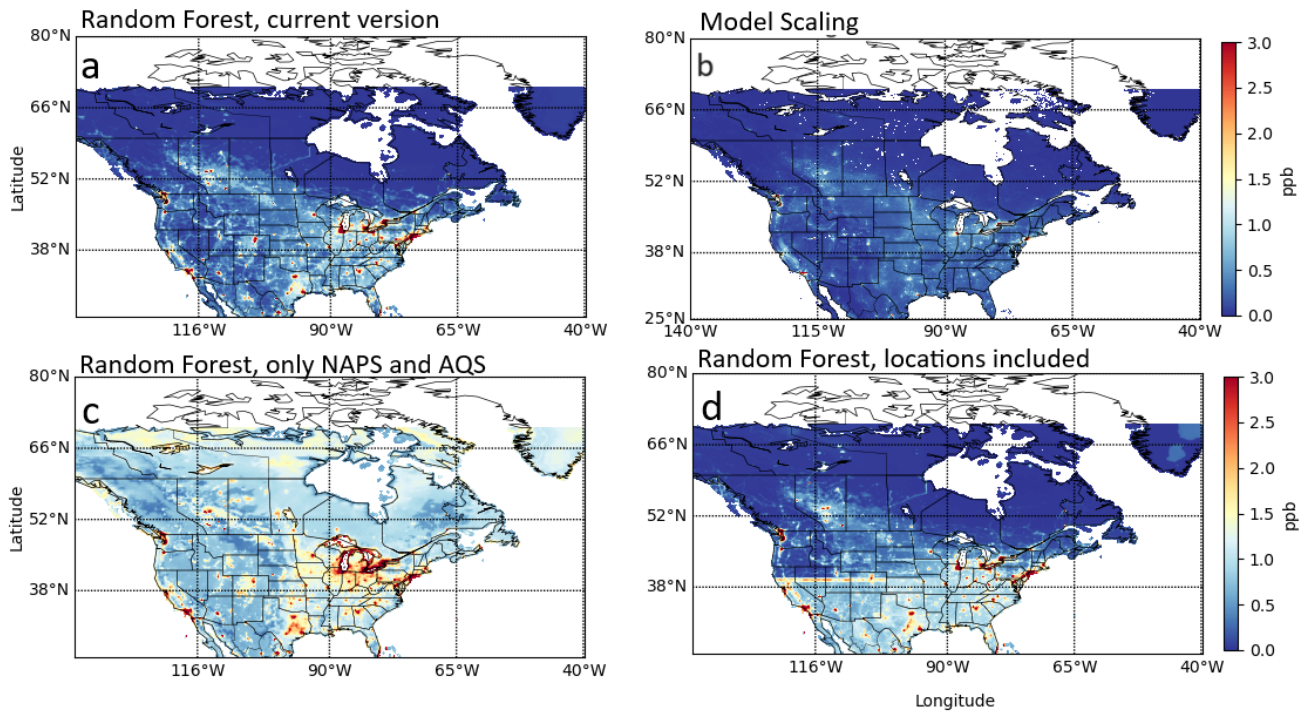 Random Forest, current version
Model Scaling
80°N
66°N
52°N
38°N
Latitude
a
116°W
90°W
65°W
40°W
80°N
66°N
52°N
38°N
25°N
b
140°W
115°W
90°W
65°W
40°W
3.0
2.5
2.0
1.5
1.0
0.5
0.0
ppb
Random Forest, only NAPS and AQS
Random Forest, locations included
80°N
66°N
52°N
38°N
Latitude
c
116°W
90°W
65°W
40°W
80°N
66°N
52°N
38°N
d
116°W
90°W
65°W
40°W
Longitude
3.0
2.5
2.0
1.5
1.0
0.5
0.0
ppb